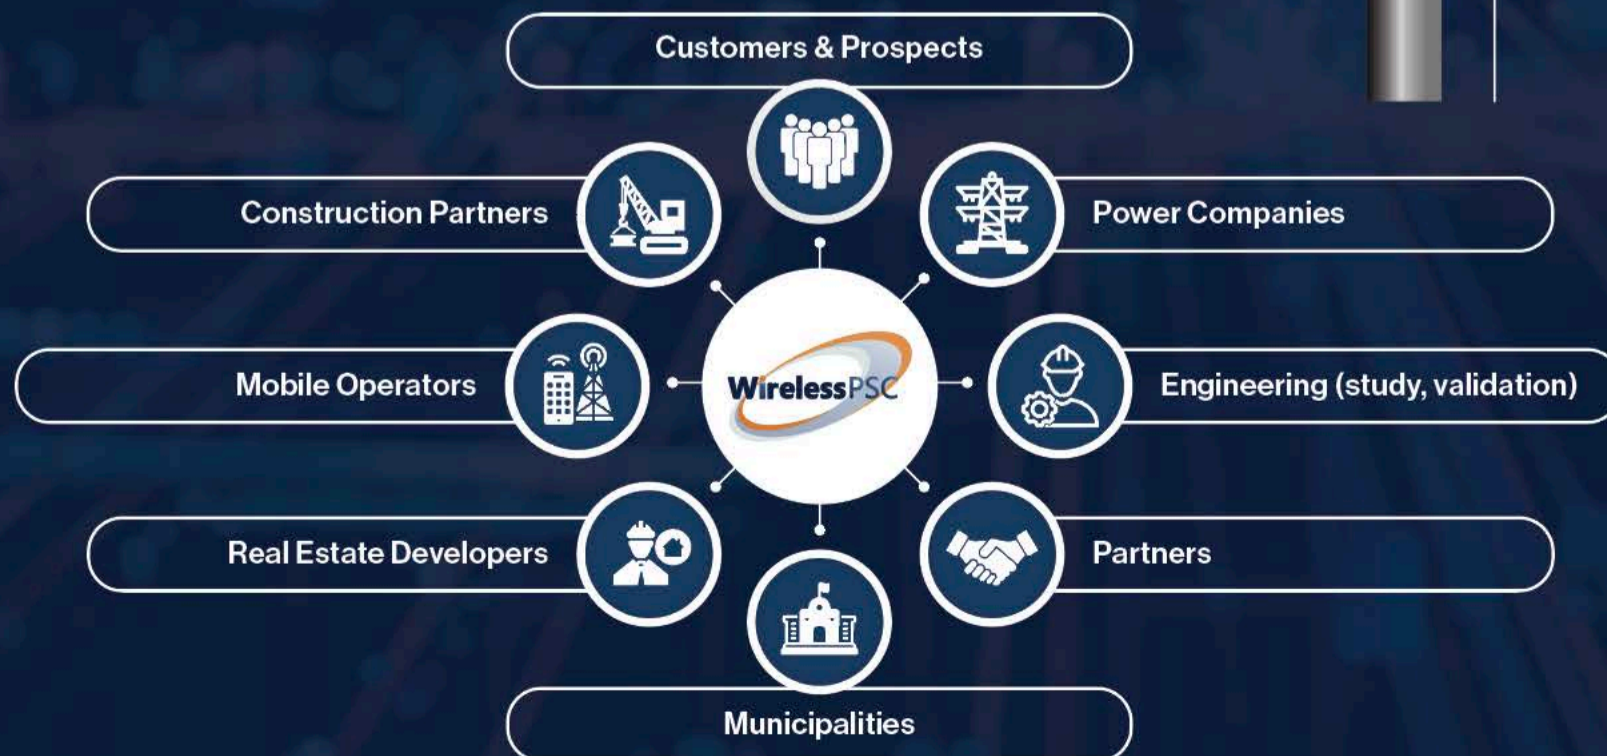 Customers & Prospects
Construction Partners
Power Companies
Mobile Operators
WirelessPSC
Engineering (study, validation)
Real Estate Developers
Partners
Municipalities